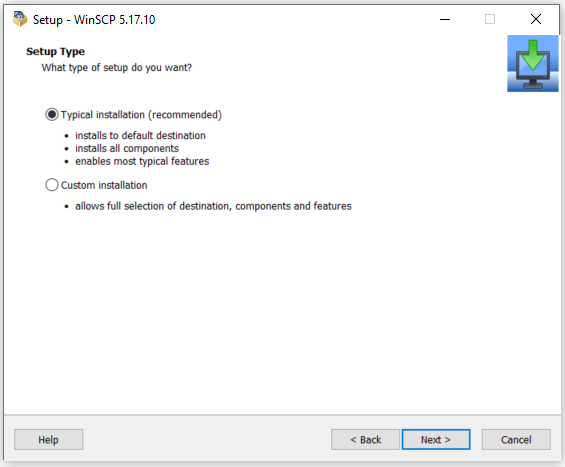 Setup - WinSCP 5.17.10
Setup Type
What type of setup do you want?
Typical installation (recommended)
• installs to default destination
• installs all components
• enables most typical features
Custom installation
• allows full selection of destination, components and features
Help
< Back
Next >
Cancel